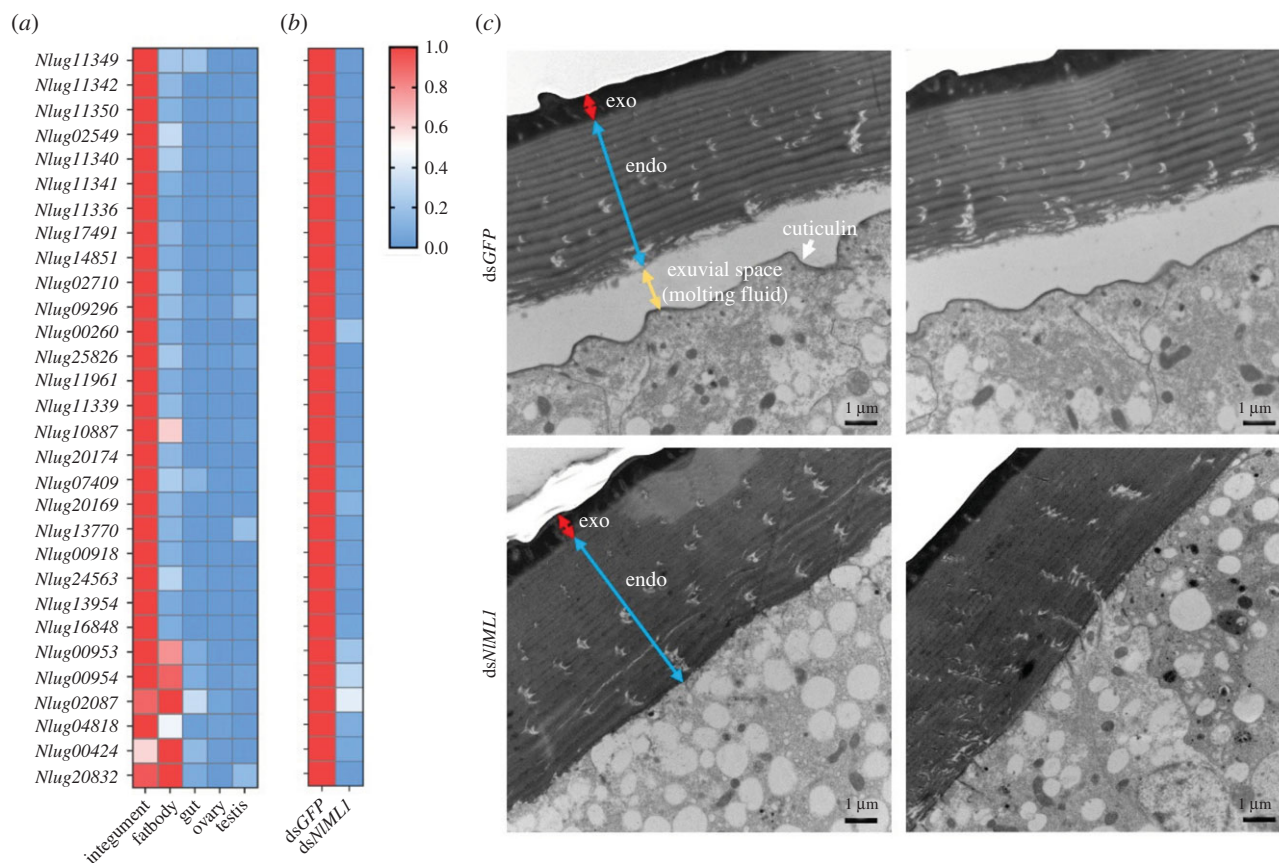 (a)
(b)
(c)
Nlug11349
Nlug11342
Nlug11350
Nlug02549
Nlug11340
Nlug11341
Nlug11336
Nlug17491
Nlug14851
Nlug02710
Nlug09296
Nlug00260
Nlug25826
Nlug11961
Nlug11339
Nlug10887
Nlug20174
Nlug07409
Nlug20169
Nlug13770
Nlug00918
Nlug24563
Nlug13954
Nlug16848
Nlug00953
Nlug00954
Nlug02087
Nlug04818
Nlug00424
Nlug20832
integument
fatbody
gut
ovary
testis
dsGFP
dsNlML1
1.0
0.8
0.6
0.4
0.2
0.0
dsGFP
exo
endo
cuticulin
exuvial space
(molting fluid)
1 µm
1 µm
dsNlML1
exo
endo
1 µm
1 µm